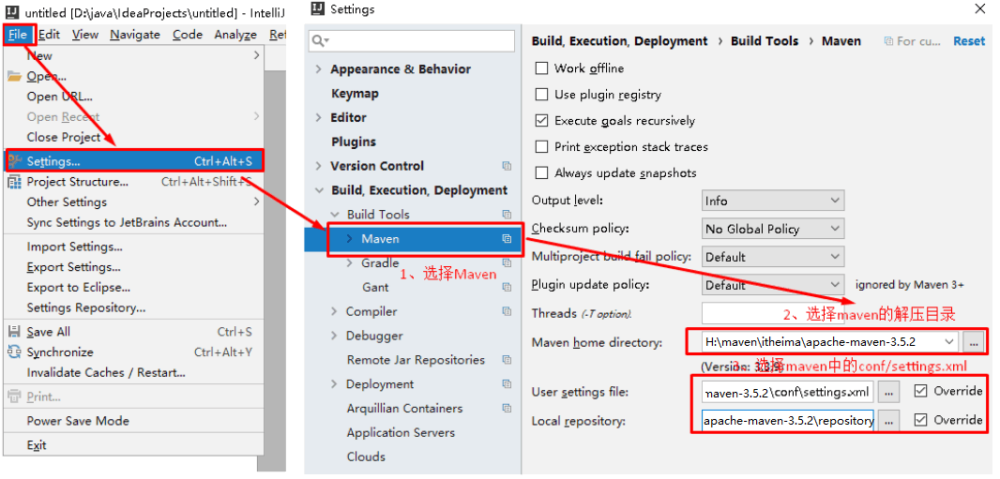 untitled [D:\java\IdeaProjects\untitled] - IntelliJ
File Edit View Navigate Code Analyze Ref
New
Open...
Open URL...
Open Recent
Close Project
Settings... Ctrl+Alt+S
Project Structure... Ctrl+Alt+Shift+S
Other Settings
Sync Settings to JetBrains Account...
Import Settings...
Export Settings...
Export to Eclipse...
Settings Repository...
Save All Ctrl+S
Synchronize Ctrl+Alt+Y
Invalidate Caches / Restart...
Print...
Power Save Mode
Exit
Settings
Appearance & Behavior
Keymap
Editor
Plugins
Version Control
Build, Execution, Deployment
Build Tools
Maven
Gradle
1、选择Maven
Gant
Compiler
Debugger
Remote Jar Repositories
Deployment
Arquillian Containers
Application Servers
Clouds
Build, Execution, Deployment › Build Tools › Maven For cu... Reset
Work offline
Use plugin registry
Execute goals recursively
Print exception stack traces
Always update snapshots
Output level: Info
Checksum policy: No Global Policy
Multiproject build fail policy: Default
Plugin update policy: Default ignored by Maven 3+
Threads (-T option).
2、选择maven的解压目录
Maven home directory: H:\maven\itheima\apache-maven-3.5.2 ...
(Version: 3.3.9)
3、选择maven中的conf/settings.xml
User settings file: maven-3.5.2\conf\settings.xml ... Override
Local repository: apache-maven-3.5.2\repository ... Override